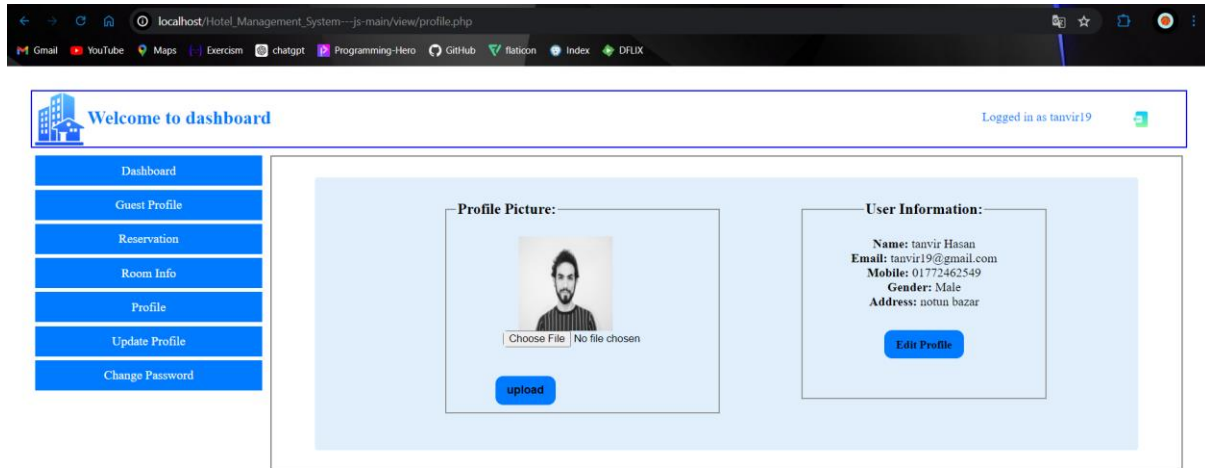 localhost/Hotel_Management_System---js-main/view/profile.php
Gmail YouTube Maps Exercism chatgpt Programming-Hero GitHub flaticon Index DFLIX
Welcome to dashboard
Logged in as tanvir19
Dashboard
Guest Profile
Reservation
Room Info
Profile
Update Profile
Change Password
Profile Picture:
Choose File No file chosen
upload
User Information:
Name: tanvir Hasan
Email: tanvir19@gmail.com
Mobile: 01772462549
Gender: Male
Address: notun bazar
Edit Profile